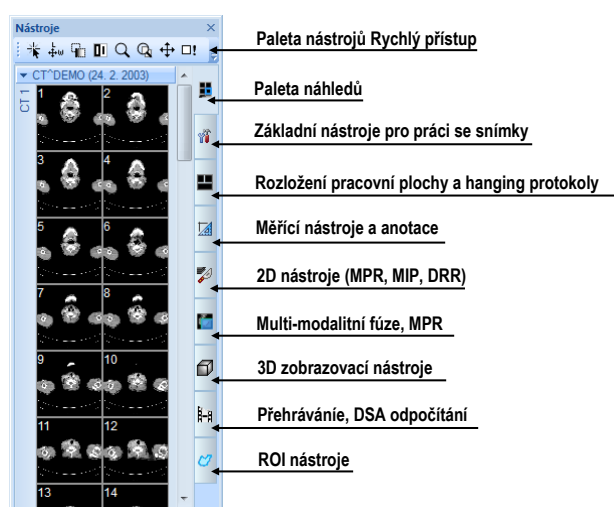 Nástroje
Paleta nástrojů Rychlý přístup
CT^DEMO (24. 2. 2003)
CT 1
1 2
3 4
5 6
7 8
9 10
11 12
13 14
Paleta náhledů
Základní nástroje pro práci se snímky
Rozložení pracovní plochy a hanging protokoly
Měřící nástroje a anotace
2D nástroje (MPR, MIP, DRR)
Multi-modalitní fúze, MPR
3D zobrazovací nástroje
Přehráváníe, DSA odpočítání
ROI nástroje